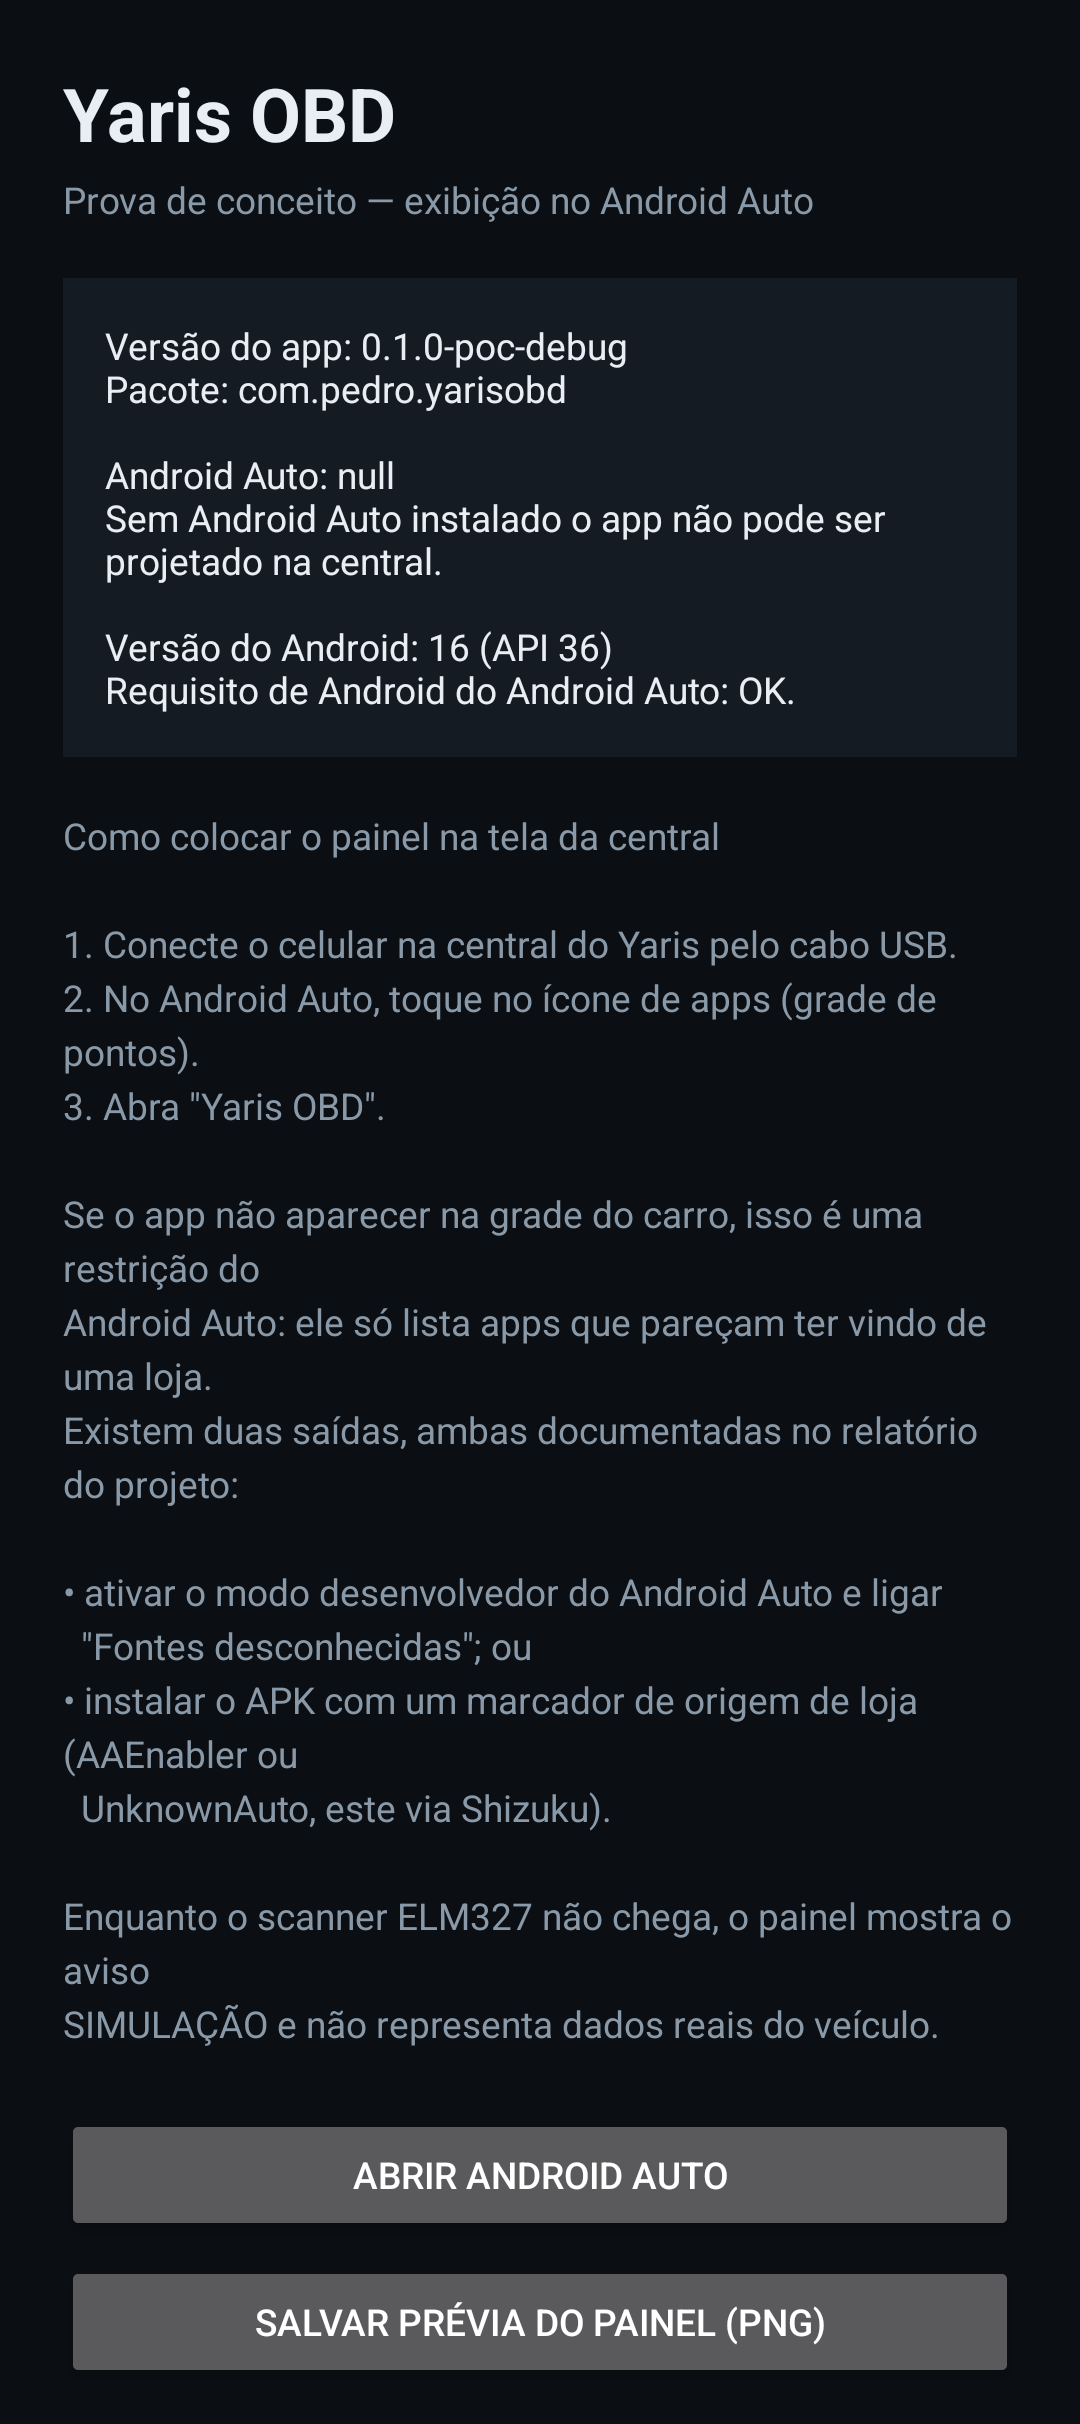 Yaris OBD
Prova de conceito — exibição no Android Auto
Versão do app: 0.1.0-poc-debug
Pacote: com.pedro.yarisobd
Android Auto: null
Sem Android Auto instalado o app não pode ser
projetado na central.
Versão do Android: 16 (API 36)
Requisito de Android do Android Auto: OK.
Como colocar o painel na tela da central
1. Conecte o celular na central do Yaris pelo cabo USB.
2. No Android Auto, toque no ícone de apps (grade de
pontos).
3. Abra "Yaris OBD".
Se o app não aparecer na grade do carro, isso é uma
restrição do
Android Auto: ele só lista apps que pareçam ter vindo de
uma loja.
Existem duas saídas, ambas documentadas no relatório
do projeto:
• ativar o modo desenvolvedor do Android Auto e ligar
"Fontes desconhecidas"; ou
• instalar o APK com um marcador de origem de loja
(AAEnabler ou
UnknownAuto, este via Shizuku).
Enquanto o scanner ELM327 não chega, o painel mostra o
aviso
SIMULAÇÃO e não representa dados reais do veículo.
ABRIR ANDROID AUTO
SALVAR PRÉVIA DO PAINEL (PNG)